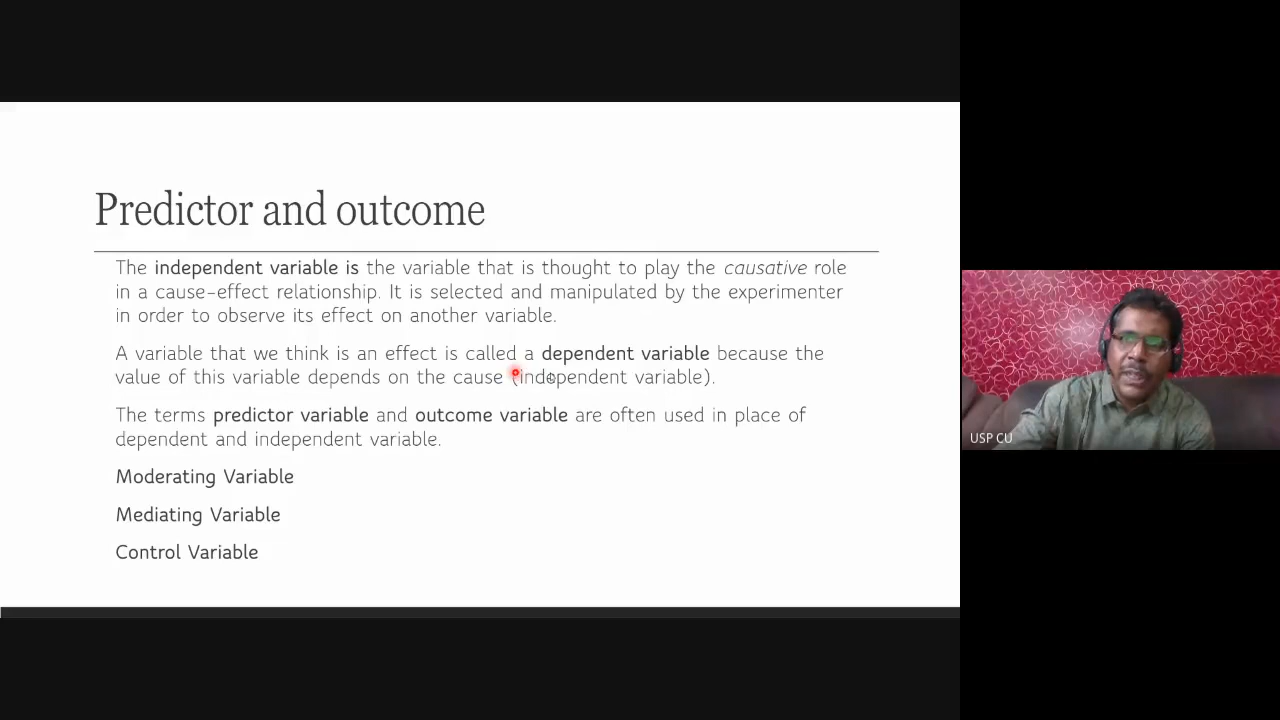 Predictor and outcome
The independent variable is the variable that is thought to play the causative role
in a cause-effect relationship. It is selected and manipulated by the experimenter
in order to observe its effect on another variable.
A variable that we think is an effect is called a dependent variable because the
value of this variable depends on the cause (independent variable).
The terms predictor variable and outcome variable are often used in place of
dependent and independent variable.
Moderating Variable
Mediating Variable
Control Variable
USP CU